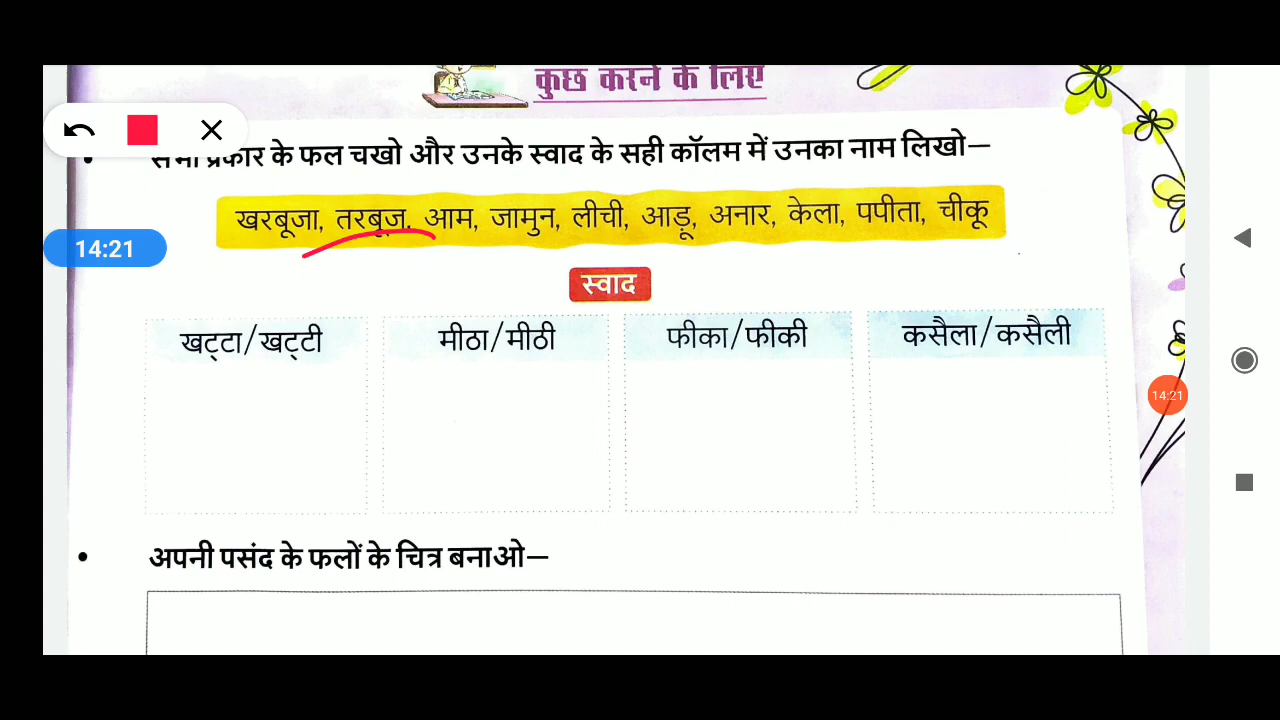 कुछ करने के लिए
सभी प्रकार के फल चखो और उनके स्वाद के सही कॉलम में उनका नाम लिखो—
खरबूजा, तरबूज, आम, जामुन, लीची, आड़ू, अनार, केला, पपीता, चीकू
14:21
स्वाद
खट्टा/खट्टी मीठा/मीठी फीका/फीकी कसैला/कसैली
14:21
• अपनी पसंद के फलों के चित्र बनाओ—